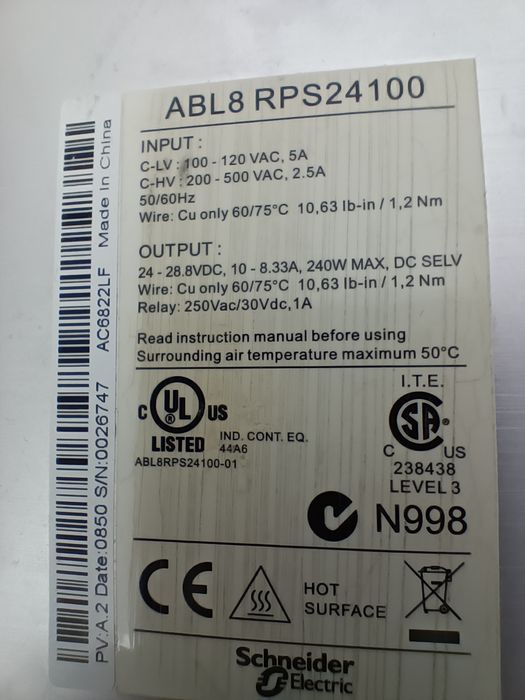 ABL8 RPS24100
INPUT :
C-LV : 100 - 120 VAC, 5A
C-HV : 200 - 500 VAC, 2.5A
50/60Hz
Wire: Cu only 60/75°C 10,63 lb-in / 1,2 Nm
OUTPUT :
24 - 28.8VDC, 10 - 8.33A, 240W MAX, DC SELV
Wire: Cu only 60/75°C 10,63 lb-in / 1,2 Nm
Relay: 250Vac/30Vdc,1A
Read instruction manual before using
Surrounding air temperature maximum 50°C
C UL ® US
LISTED
IND. CONT. EQ.
44A6
ABL8RPS24100-01
I.T.E.
SA ®
C US
238438
LEVEL 3
N998
CE
HOT
SURFACE
Schneider
Electric
PV:A.2 Date:0850 S/N:0026747 AC6822LF Made In China